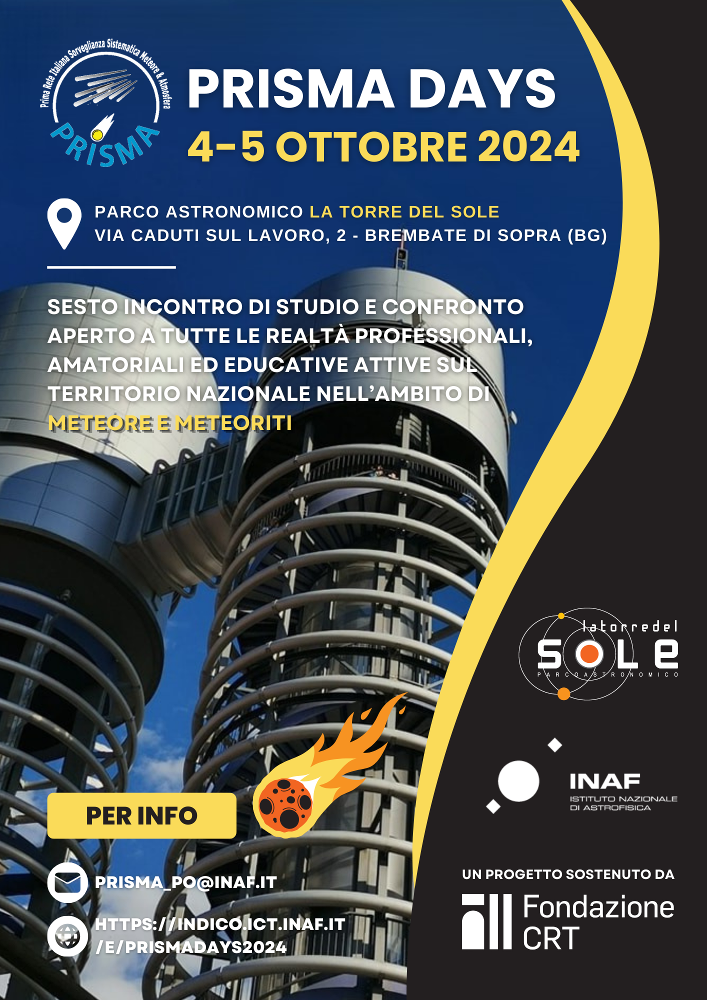 Prima Rete Italiana Sorveglianza Sistematica Meteore & Atmosfera
PRISMA
PRISMA DAYS
4-5 OTTOBRE 2024
PARCO ASTRONOMICO LA TORRE DEL SOLE
VIA CADUTI SUL LAVORO, 2 - BREMBATE DI SOPRA (BG)
SESTO INCONTRO DI STUDIO E CONFRONTO
APERTO A TUTTE LE REALTÀ PROFESSIONALI,
AMATORIALI ED EDUCATIVE ATTIVE SUL
TERRITORIO NAZIONALE NELL'AMBITO DI
METEORE E METEORITI
latorredel
SOLe
PARCOASTRONOMICO
INAF
ISTITUTO NAZIONALE
DI ASTROFISICA
PER INFO
PRISMA_PO@INAF.IT
HTTPS://INDICO.ICT.INAF.IT
/E/PRISMADAYS2024
UN PROGETTO SOSTENUTO DA
Fondazione
CRT